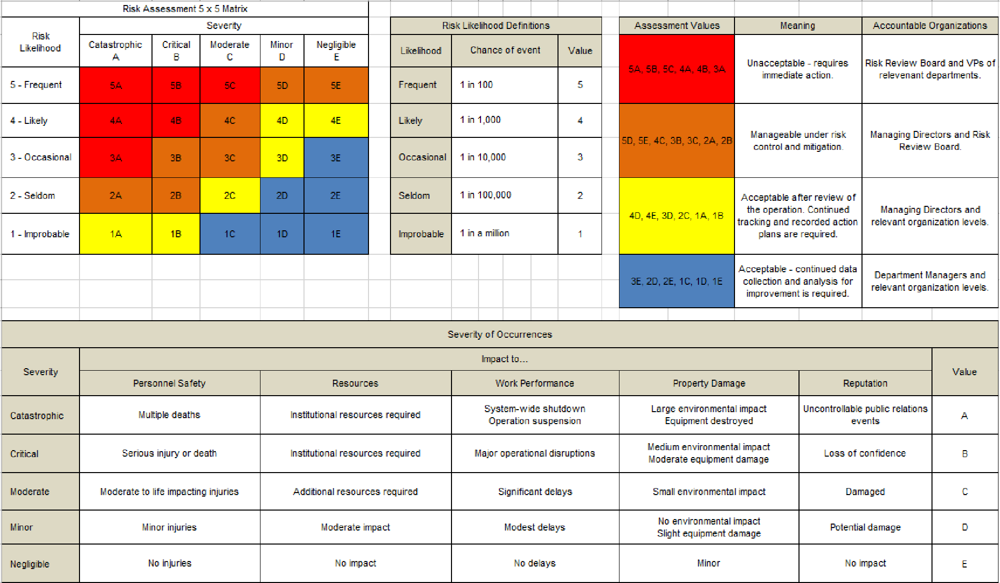 Risk Assessment 5 x 5 Matrix
Risk
Likelihood
Severity
Catastrophic
A
Critical
B
Moderate
C
Minor
D
Negligible
E
5 - Frequent
5A
5B
5C
5D
5E
4 - Likely
4A
4B
4C
4D
4E
3 - Occasional
3A
3B
3C
3D
3E
2 - Seldom
2A
2B
2C
2D
2E
1 - Improbable
1A
1B
1C
1D
1E
Risk Likelihood Definitions
Likelihood
Chance of event
Value
Frequent
1 in 100
5
Likely
1 in 1,000
4
Occasional
1 in 10,000
3
Seldom
1 in 100,000
2
Improbable
1 in a million
1
Assessment Values
Meaning
Accountable Organizations
5A, 5B, 5C, 4A, 4B, 3A
Unacceptable - requires
immediate action.
Risk Review Board and VPs of
relevenant departments.
5D, 5E, 4C, 3B, 3C, 2A, 2B
Manageable under risk
control and mitigation.
Managing Directors and Risk
Review Board.
4D, 4E, 3D, 2C, 1A, 1B
Acceptable after review of
the operation. Continued
tracking and recorded action
plans are required.
Managing Directors and
relevant organization levels.
3E, 2D, 2E, 1C, 1D, 1E
Acceptable - continued data
collection and analysis for
improvement is required.
Department Managers and
relevant organization levels.
Severity of Occurrences
Severity
Impact to...
Value
Personnel Safety
Resources
Work Performance
Property Damage
Reputation
Catastrophic
Multiple deaths
Institutional resources required
System-wide shutdown
Operation suspension
Large environmental impact
Equipment destroyed
Uncontrollable public relations
events
A
Critical
Serious injury or death
Institutional resources required
Major operational disruptions
Medium environmental impact
Moderate equipment damage
Loss of confidence
B
Moderate
Moderate to life impacting injuries
Additional resources required
Significant delays
Small environmental impact
Damaged
C
Minor
Minor injuries
Moderate impact
Modest delays
No environmental impact
Slight equipment damage
Potential damage
D
Negligible
No injuries
No impact
No delays
Minor
No impact
E